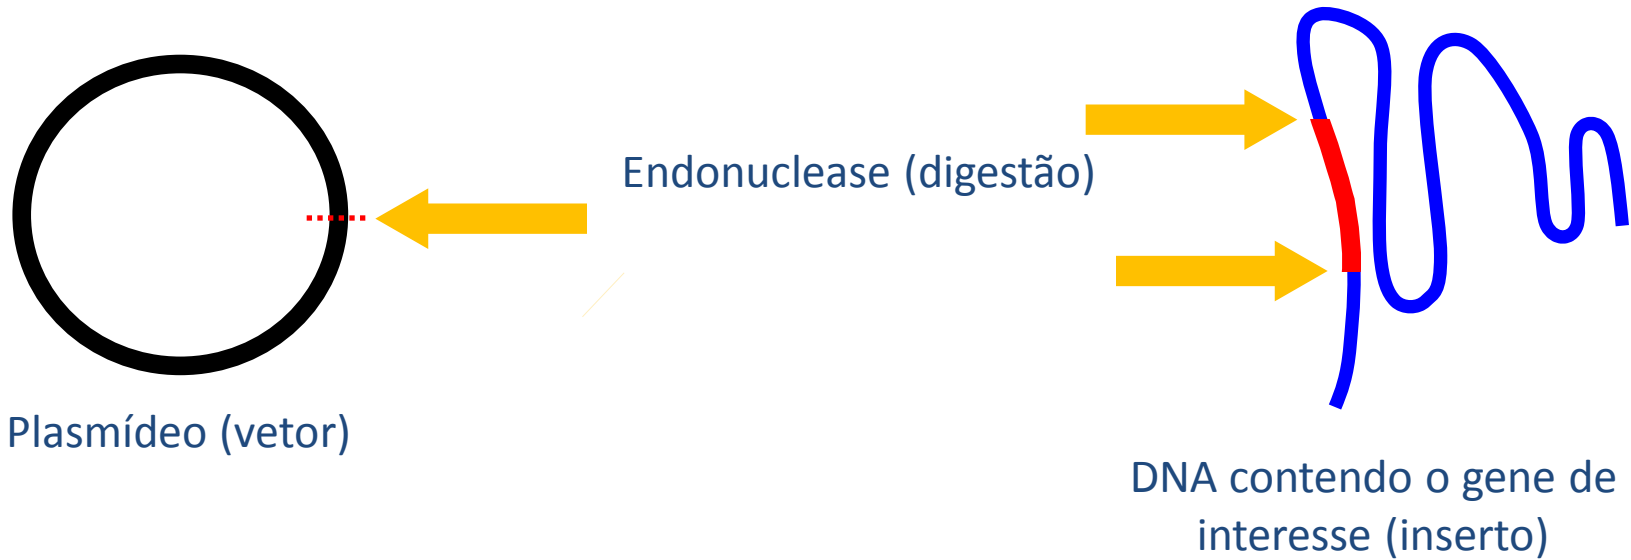 Endonuclease (digestão)
Plasmídeo (vetor)
DNA contendo o gene de
interesse (inserto)